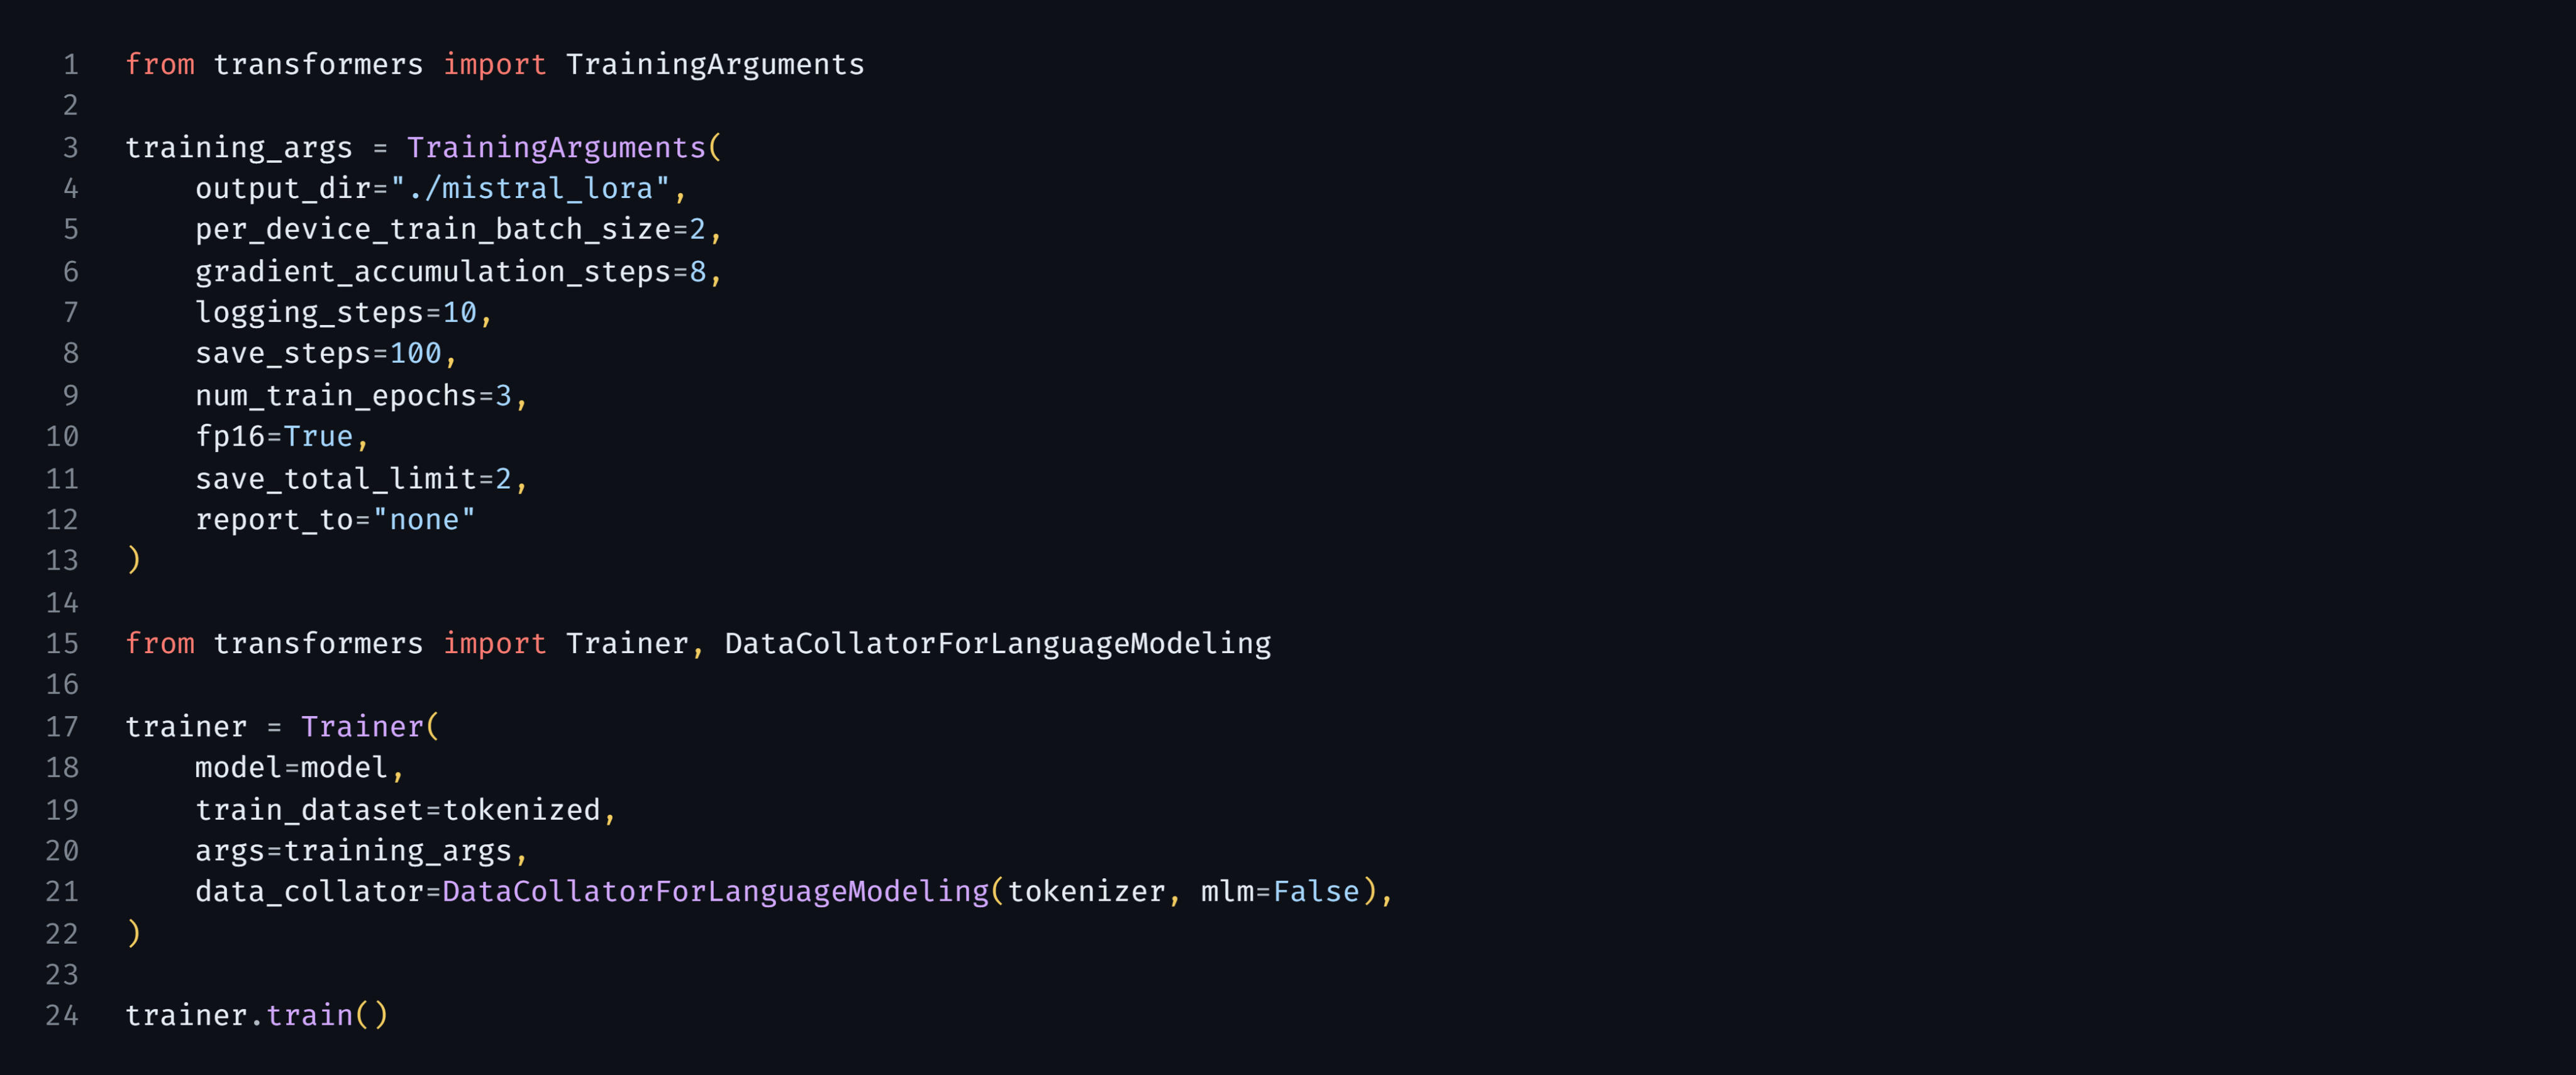 1 from transformers import TrainingArguments
2
3 training_args = TrainingArguments(
4     output_dir="./mistral_lora",
5     per_device_train_batch_size=2,
6     gradient_accumulation_steps=8,
7     logging_steps=10,
8     save_steps=100,
9     num_train_epochs=3,
10     fp16=True,
11     save_total_limit=2,
12     report_to="none"
13 )
14
15 from transformers import Trainer, DataCollatorForLanguageModeling
16
17 trainer = Trainer(
18     model=model,
19     train_dataset=tokenized,
20     args=training_args,
21     data_collator=DataCollatorForLanguageModeling(tokenizer, mlm=False),
22 )
23
24 trainer.train()